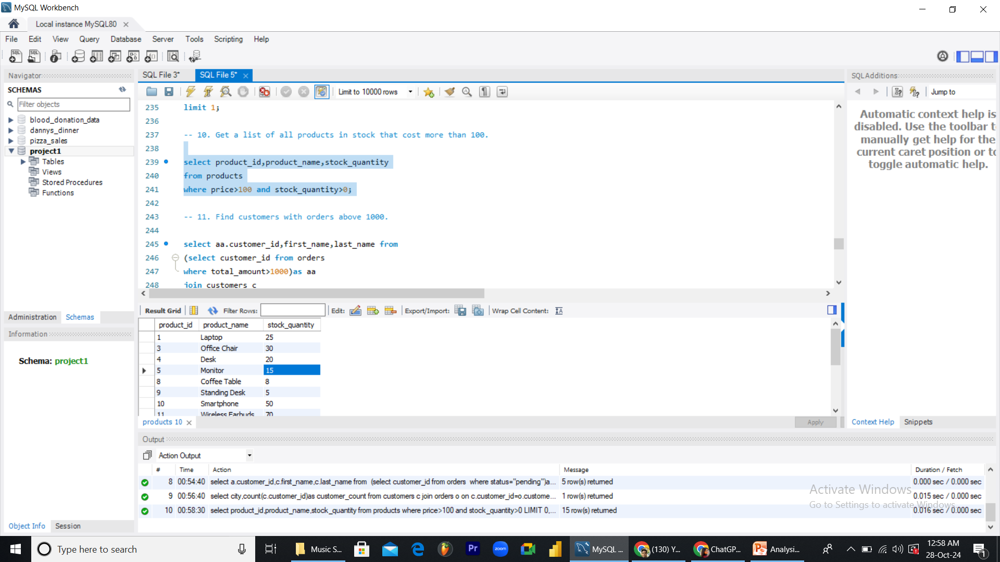 MySQL Workbench
Local instance MySQL80
File Edit View Query Database Server Tools Scripting Help
Navigator
SCHEMAS
Filter objects
blood_donation_data
dannys_dinner
pizza_sales
project1
Tables
Views
Stored Procedures
Functions
Administration Schemas
Information
Schema: project1
Object Info Session
SQL File 3* SQL File 5*
Limit to 10000 rows
235 limit 1;
236
237 -- 10. Get a list of all products in stock that cost more than 100.
238
239 select product_id,product_name,stock_quantity
240 from products
241 where price>100 and stock_quantity>0;
242
243 -- 11. Find customers with orders above 1000.
244
245 select aa.customer_id,first_name,last_name from
246 (select customer_id from orders
247 where total_amount>1000)as aa
248 join customers c
Result Grid Filter Rows: Edit: Export/Import: Wrap Cell Content:
product_id product_name stock_quantity
1 Laptop 25
3 Office Chair 30
4 Desk 20
5 Monitor 15
8 Coffee Table 8
9 Standing Desk 5
10 Smartphone 50
11 Wireless Earbuds 70
products 10
Apply
SQLAdditions
Jump to
Automatic context help is
disabled. Use the toolbar t
manually get help for the
current caret position or to
toggle automatic help.
Context Help Snippets
Output
Action Output
# Time Action Message Duration / Fetch
8 00:54:40 select a.customer_id,c.first_name,c.last_name from (select customer_id from orders where status="pending")a... 5 row(s) returned 0.000 sec / 0.000 sec
9 00:56:40 select city,count(c.customer_id)as customer_count from customers c join orders o on c.customer_id=o.custome... 1 row(s) returned 0.015 sec / 0.000 sec
10 00:58:30 select product_id,product_name,stock_quantity from products where price>100 and stock_quantity>0 LIMIT 0,... 15 row(s) returned 0.016 sec / 0.000 sec
Activate Windows
Go to Settings to activate Windows.
Type here to search
Music S...
Pr
zoom
MySQL ...
(130) Y...
ChatGP...
Analysi...
12:58 AM
28-Oct-24
1